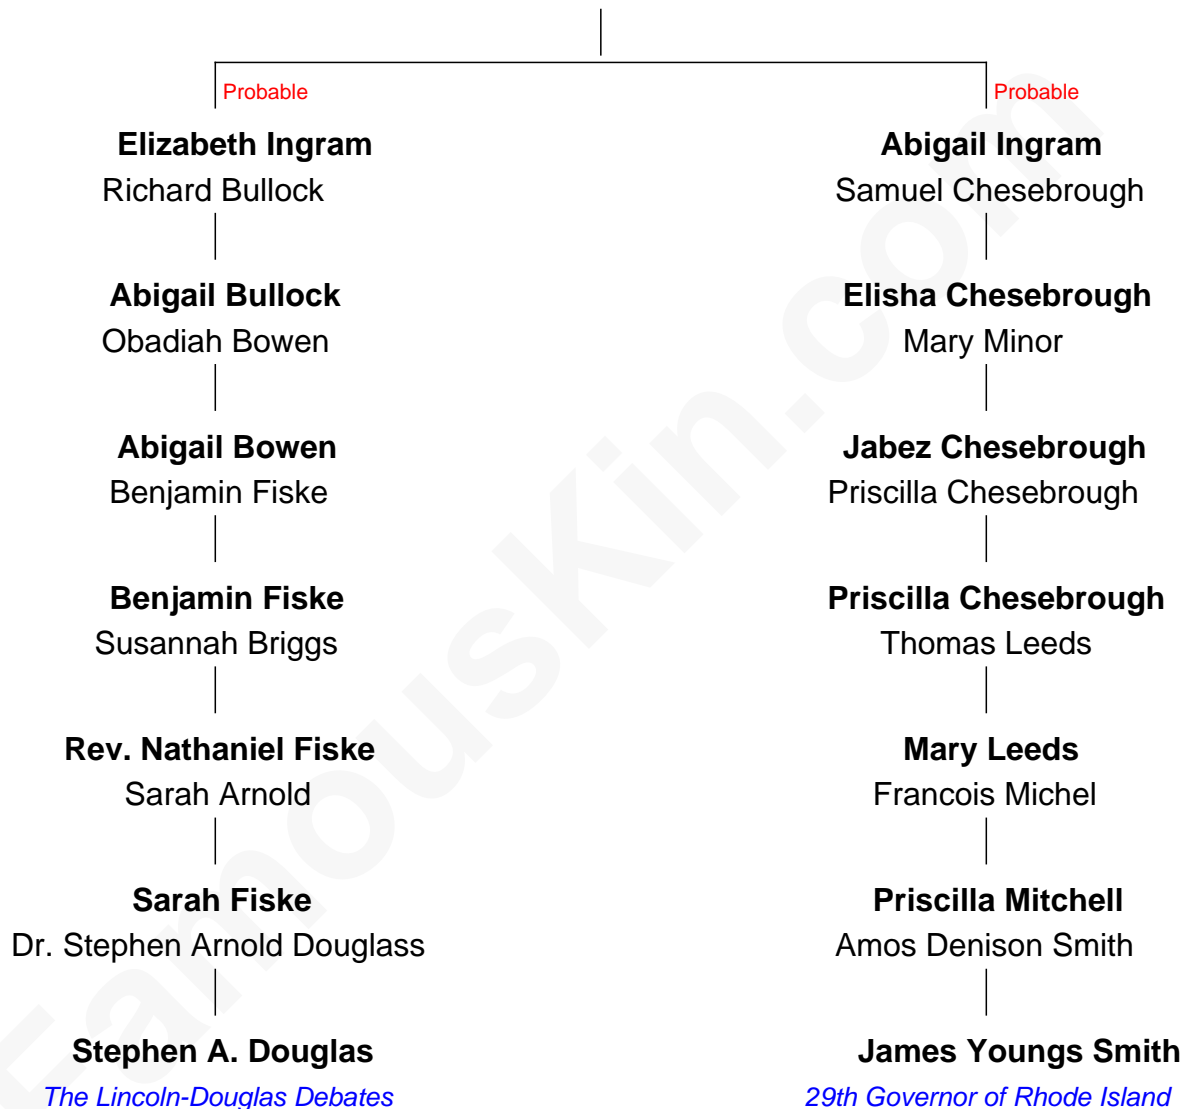 Probable
Probable
Elizabeth Ingram
Abigail Ingram
Richard Bullock
Samuel Chesebrough
Abigail Bullock
Elisha Chesebrough
Obadiah Bowen
Mary Minor
Abigail Bowen
Jabez Chesebrough
Benjamin Fiske
Priscilla Chesebrough
Benjamin Fiske
Priscilla Chesebrough
Susannah Briggs
Thomas Leeds
Rev. Nathaniel Fiske
Mary Leeds
Sarah Arnold
Francois Michel
Sarah Fiske
Priscilla Mitchell
Dr. Stephen Arnold Douglass
Amos Denison Smith
Stephen A. Douglas
James Youngs Smith
The Lincoln-Douglas Debates
29th Governor of Rhode Island
FamousKin.com